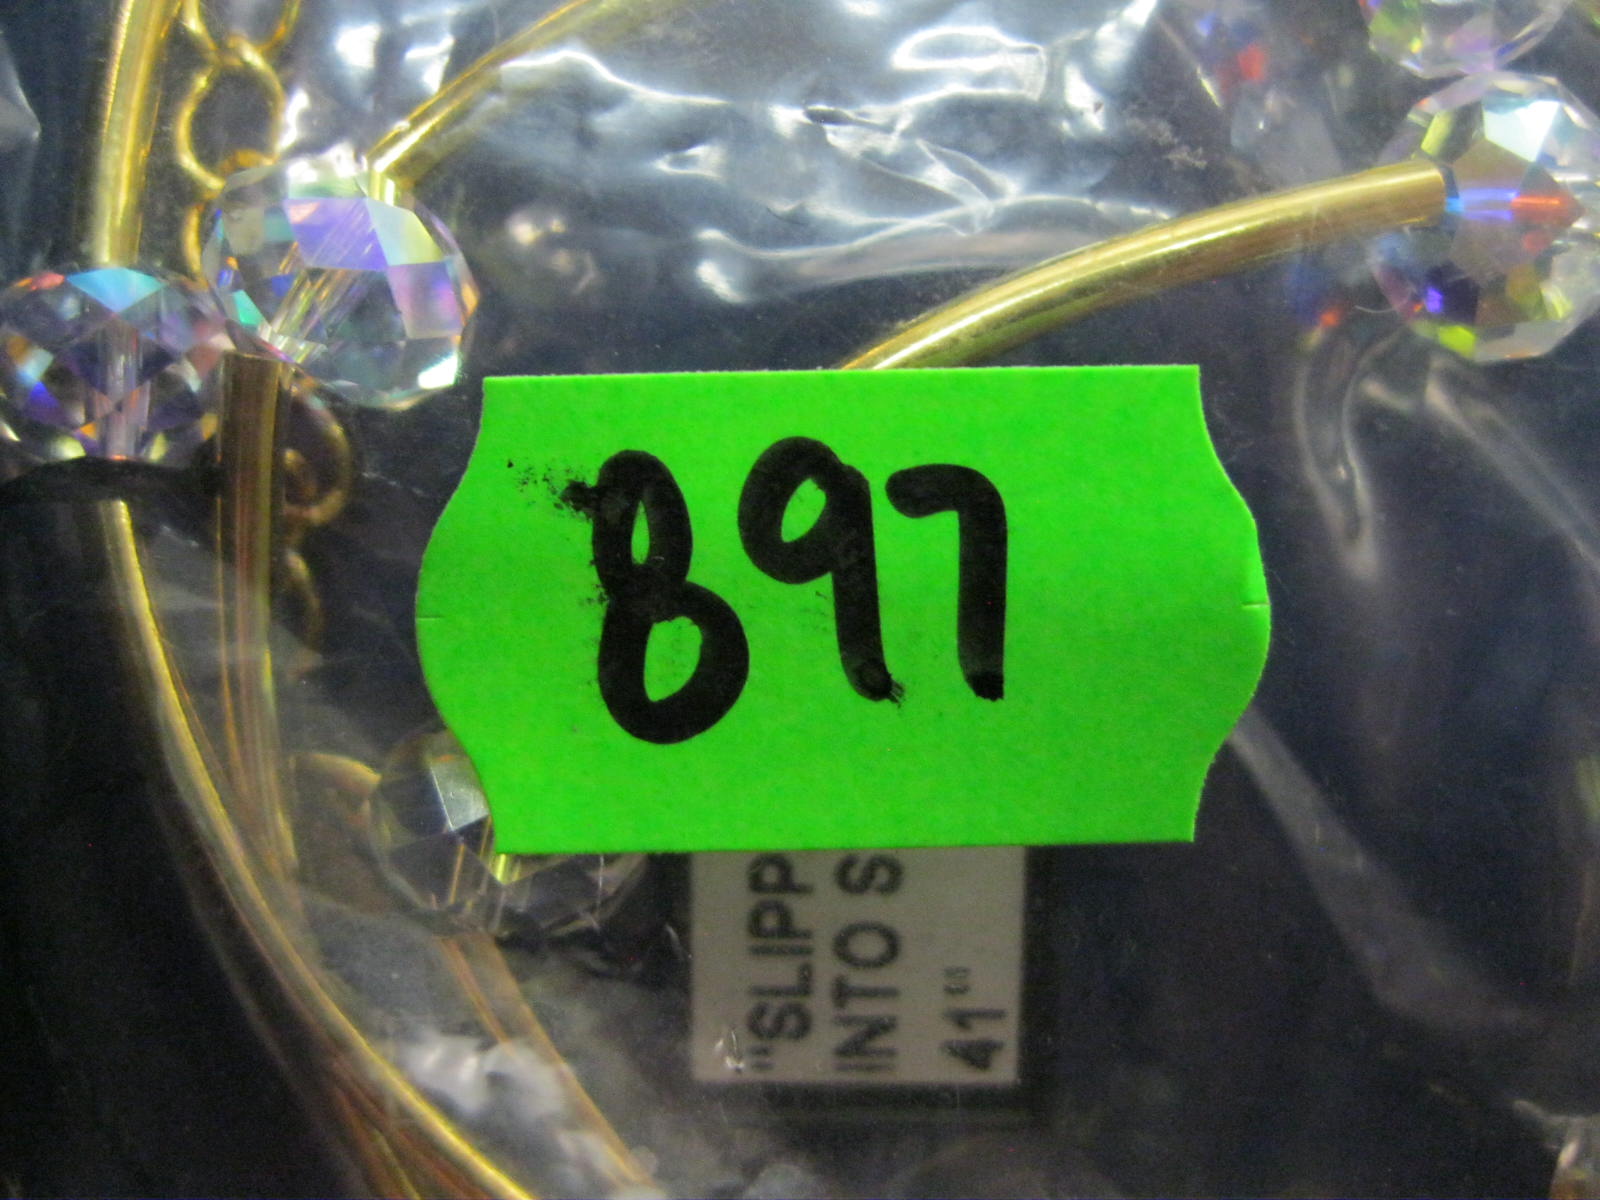 897
"SLIPP
INTO S
41"